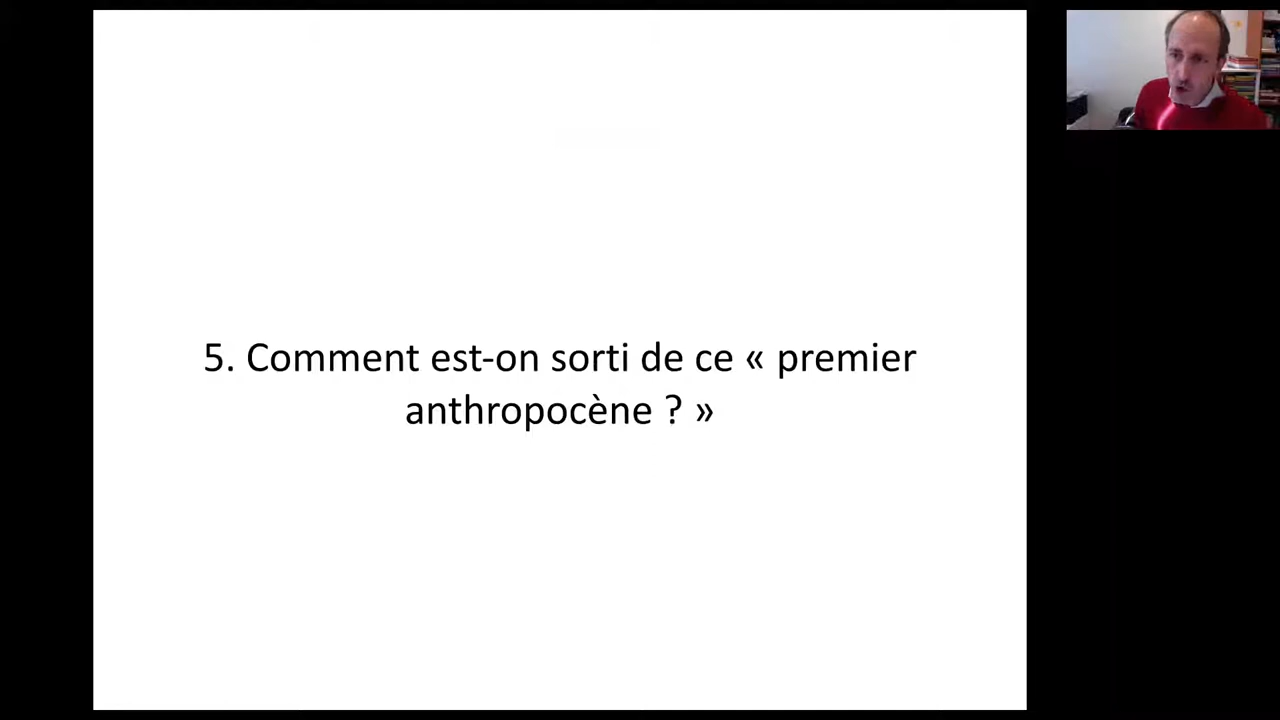 5. Comment est-on sorti de ce « premier
anthropocène ? »